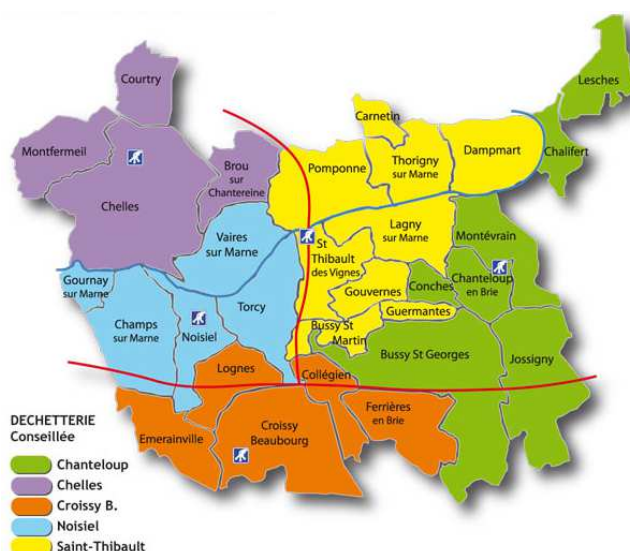 Courtry
Lesches
Carnetin
Montfermeil
Brou
sur
Chantereine
Pomponne
Thorigny
sur Marne
Dampmart
Chalifert
Chelles
Vaires
sur Marne
St
Thibault
des Vignes
Lagny
sur Marne
Montévrain
Gournay
sur Marne
Champs
sur Marne
Noisiel
Torcy
Gouvernes
Conches
Chanteloup
en Brie
Guermantes
Bussy St
Martin
Bussy St Georges
Jossigny
Lognes
Collégien
Emerainville
Croissy
Beaubourg
Ferrières
en Brie
DECHETTERIE
Conseillée
Chanteloup
Chelles
Croissy B.
Noisiel
Saint-Thibault